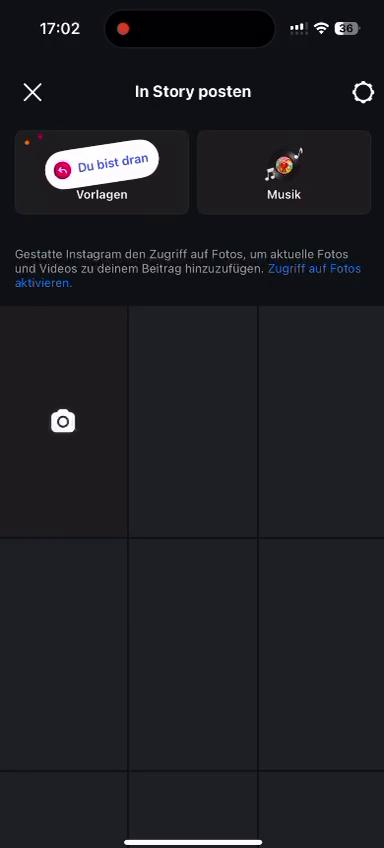 17:02
36
In Story posten
Du bist dran
Vorlagen
Musik
Gestatte Instagram den Zugriff auf Fotos, um aktuelle Fotos
und Videos zu deinem Beitrag hinzuzufügen. Zugriff auf Fotos
aktivieren.